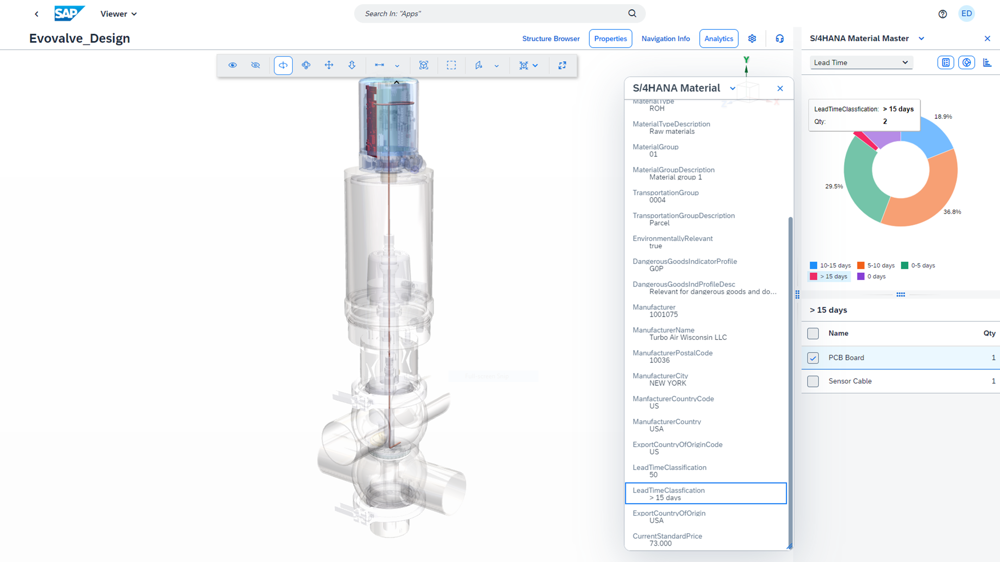 SAP
Viewer
Search In: "Apps"
ED
Evovalve_Design
Structure Browser
Properties
Navigation Info
Analytics
S/4HANA Material Master
Lead Time
Y
Z
X
S/4HANA Material
MaterialType
ROH
MaterialTypeDescription
Raw materials
MaterialGroup
01
MaterialGroupDescription
Material group 1
TransportationGroup
0004
TransportationGroupDescription
Parcel
EnvironmentallyRelevant
true
DangerousGoodsIndicatorProfile
G0P
DangerousGoodsIndProfileDesc
Relevant for dangerous goods and do...
Manufacturer
1001075
ManufacturerName
Turbo Air Wisconsin LLC
ManufacturerPostalCode
10036
ManufacturerCity
NEW YORK
ManfacturerCountryCode
US
ManufacturerCountry
USA
ExportCountryOfOriginCode
US
LeadTimeClassification
50
LeadTimeClassfication
> 15 days
ExportCountryOfOrigin
USA
CurrentStandardPrice
73.000
Full-screen Snip
LeadTimeClassfication: > 15 days
Qty: 2
18.9%
29.5%
36.8%
10-15 days
5-10 days
0-5 days
> 15 days
0 days
> 15 days
Name Qty
PCB Board 1
Sensor Cable 1